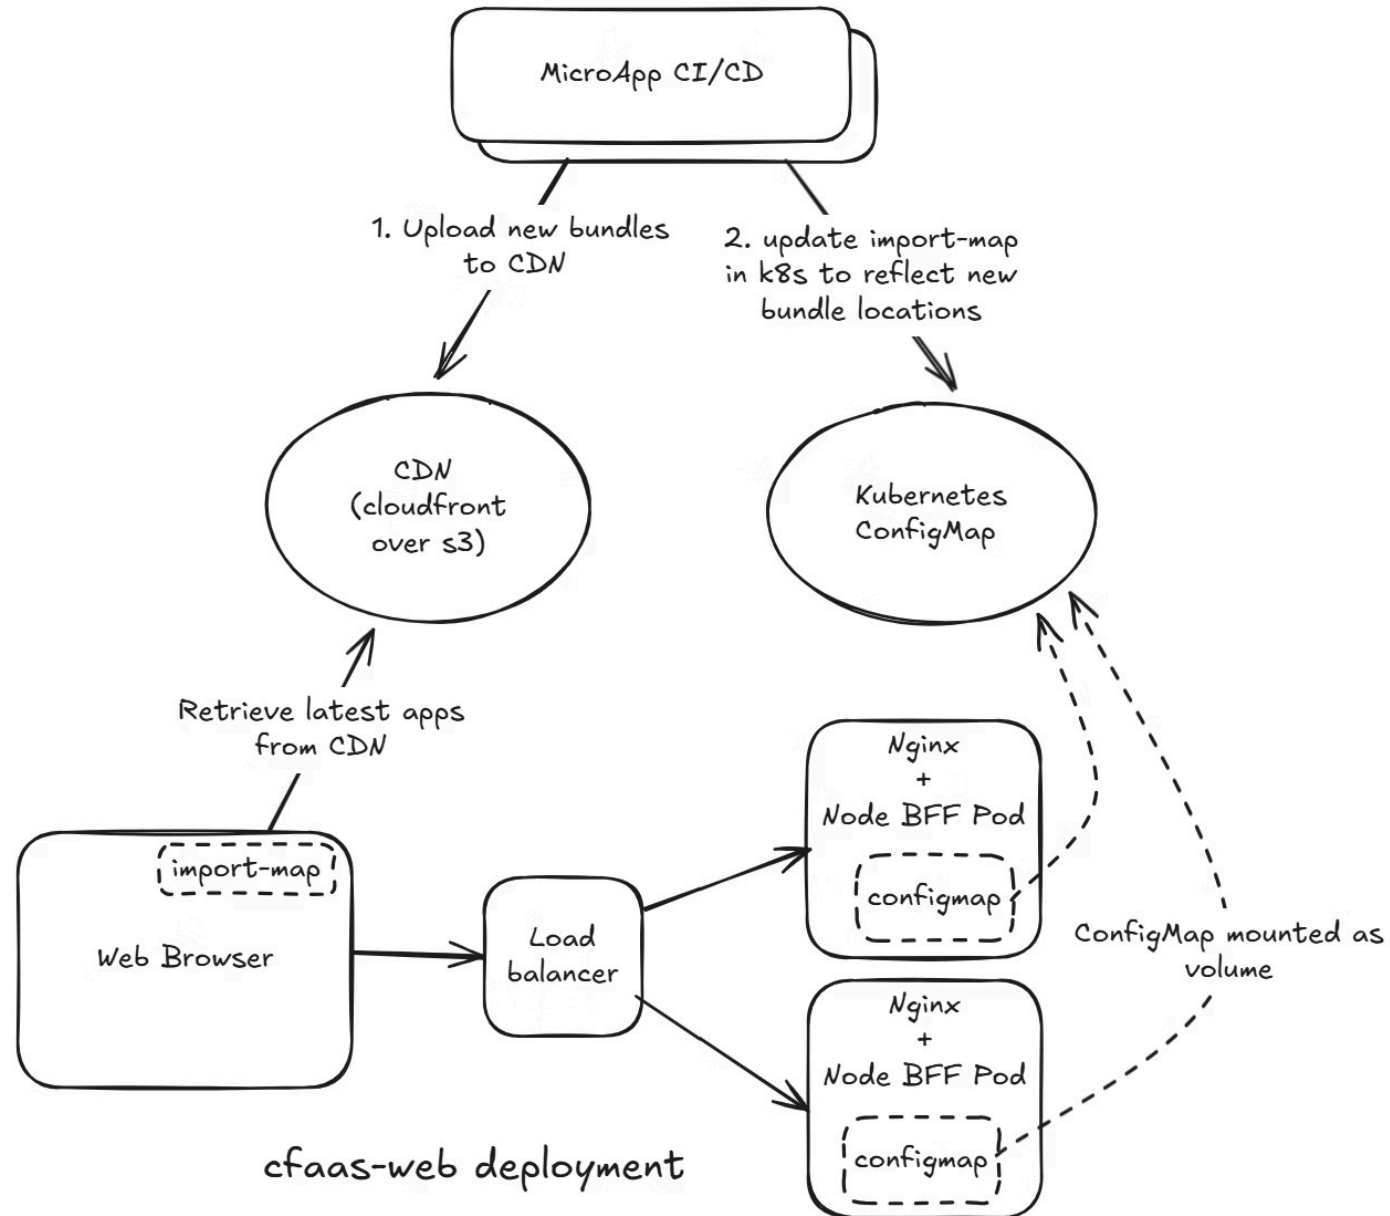 MicroApp CI/CD
1. Upload new bundles
to CDN
2. update import-map
in k8s to reflect new
bundle locations
CDN
(cloudfront
over s3)
Kubernetes
ConfigMap
Retrieve latest apps
from CDN
import-map
Web Browser
Load
balancer
Nginx
+
Node BFF Pod
configmap
ConfigMap mounted as
volume
Nginx
+
Node BFF Pod
configmap
cfaas-web deployment